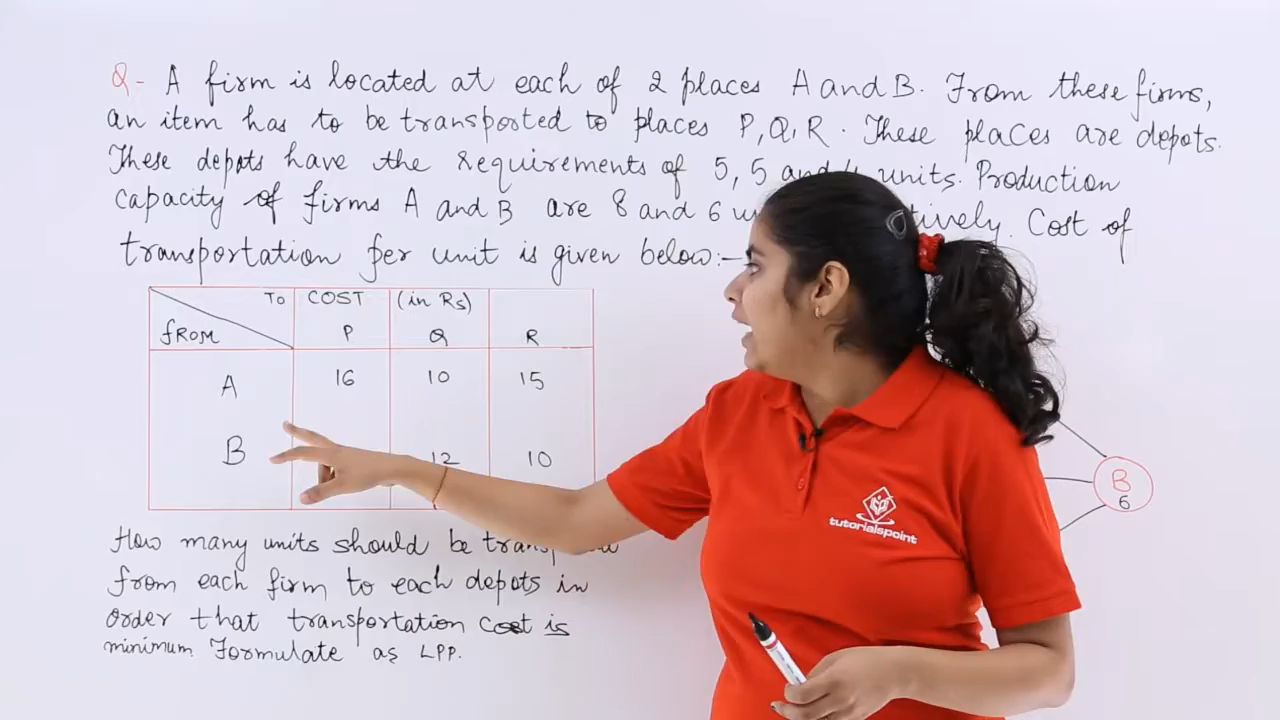 Q- A firm is located at each of 2 places A and B. From these firms,
an item has to be transported to places P, Q, R. These places are depots.
These depots have the requirements of 5, 5 and units. Production
capacity of firms A and B are 8 and 6 Cost of
transportation per unit is given below:-
TO COST (in Rs)
FROM P Q R
A 16 10 15
B 12 10
B
6
tutorialspoint
How many units should be
from each firm to each depots in
order that transportation cost is
minimum. Formulate as LPP.